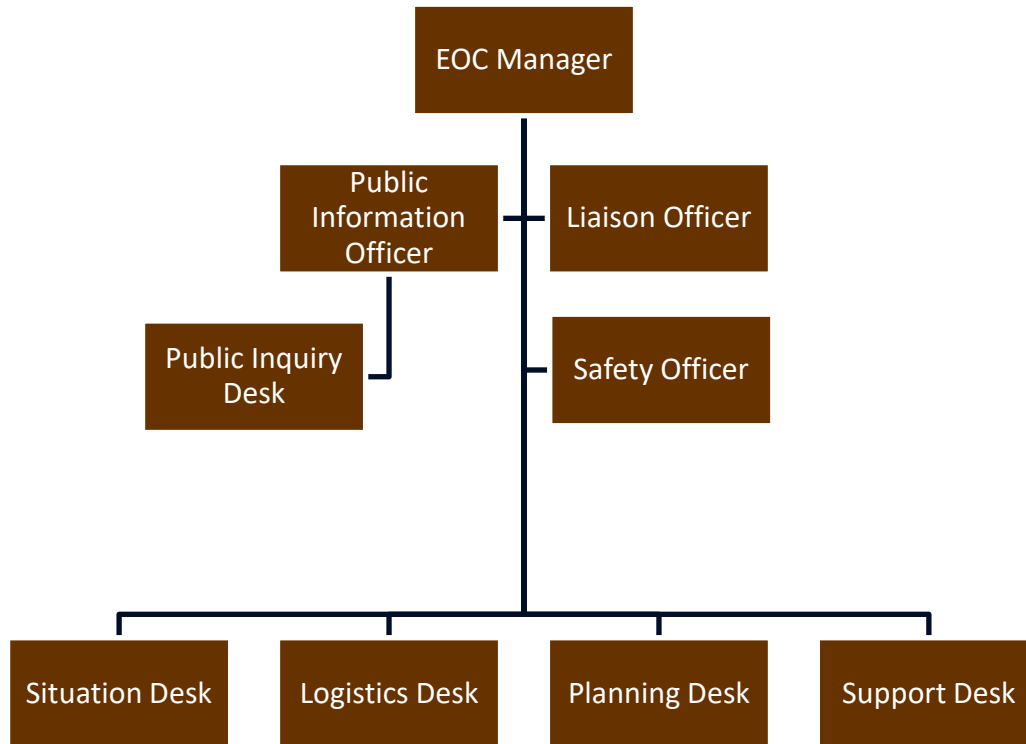 EOC Manager
Public
Information
Officer
Liaison Officer
Public Inquiry
Desk
Safety Officer
Situation Desk
Logistics Desk
Planning Desk
Support Desk